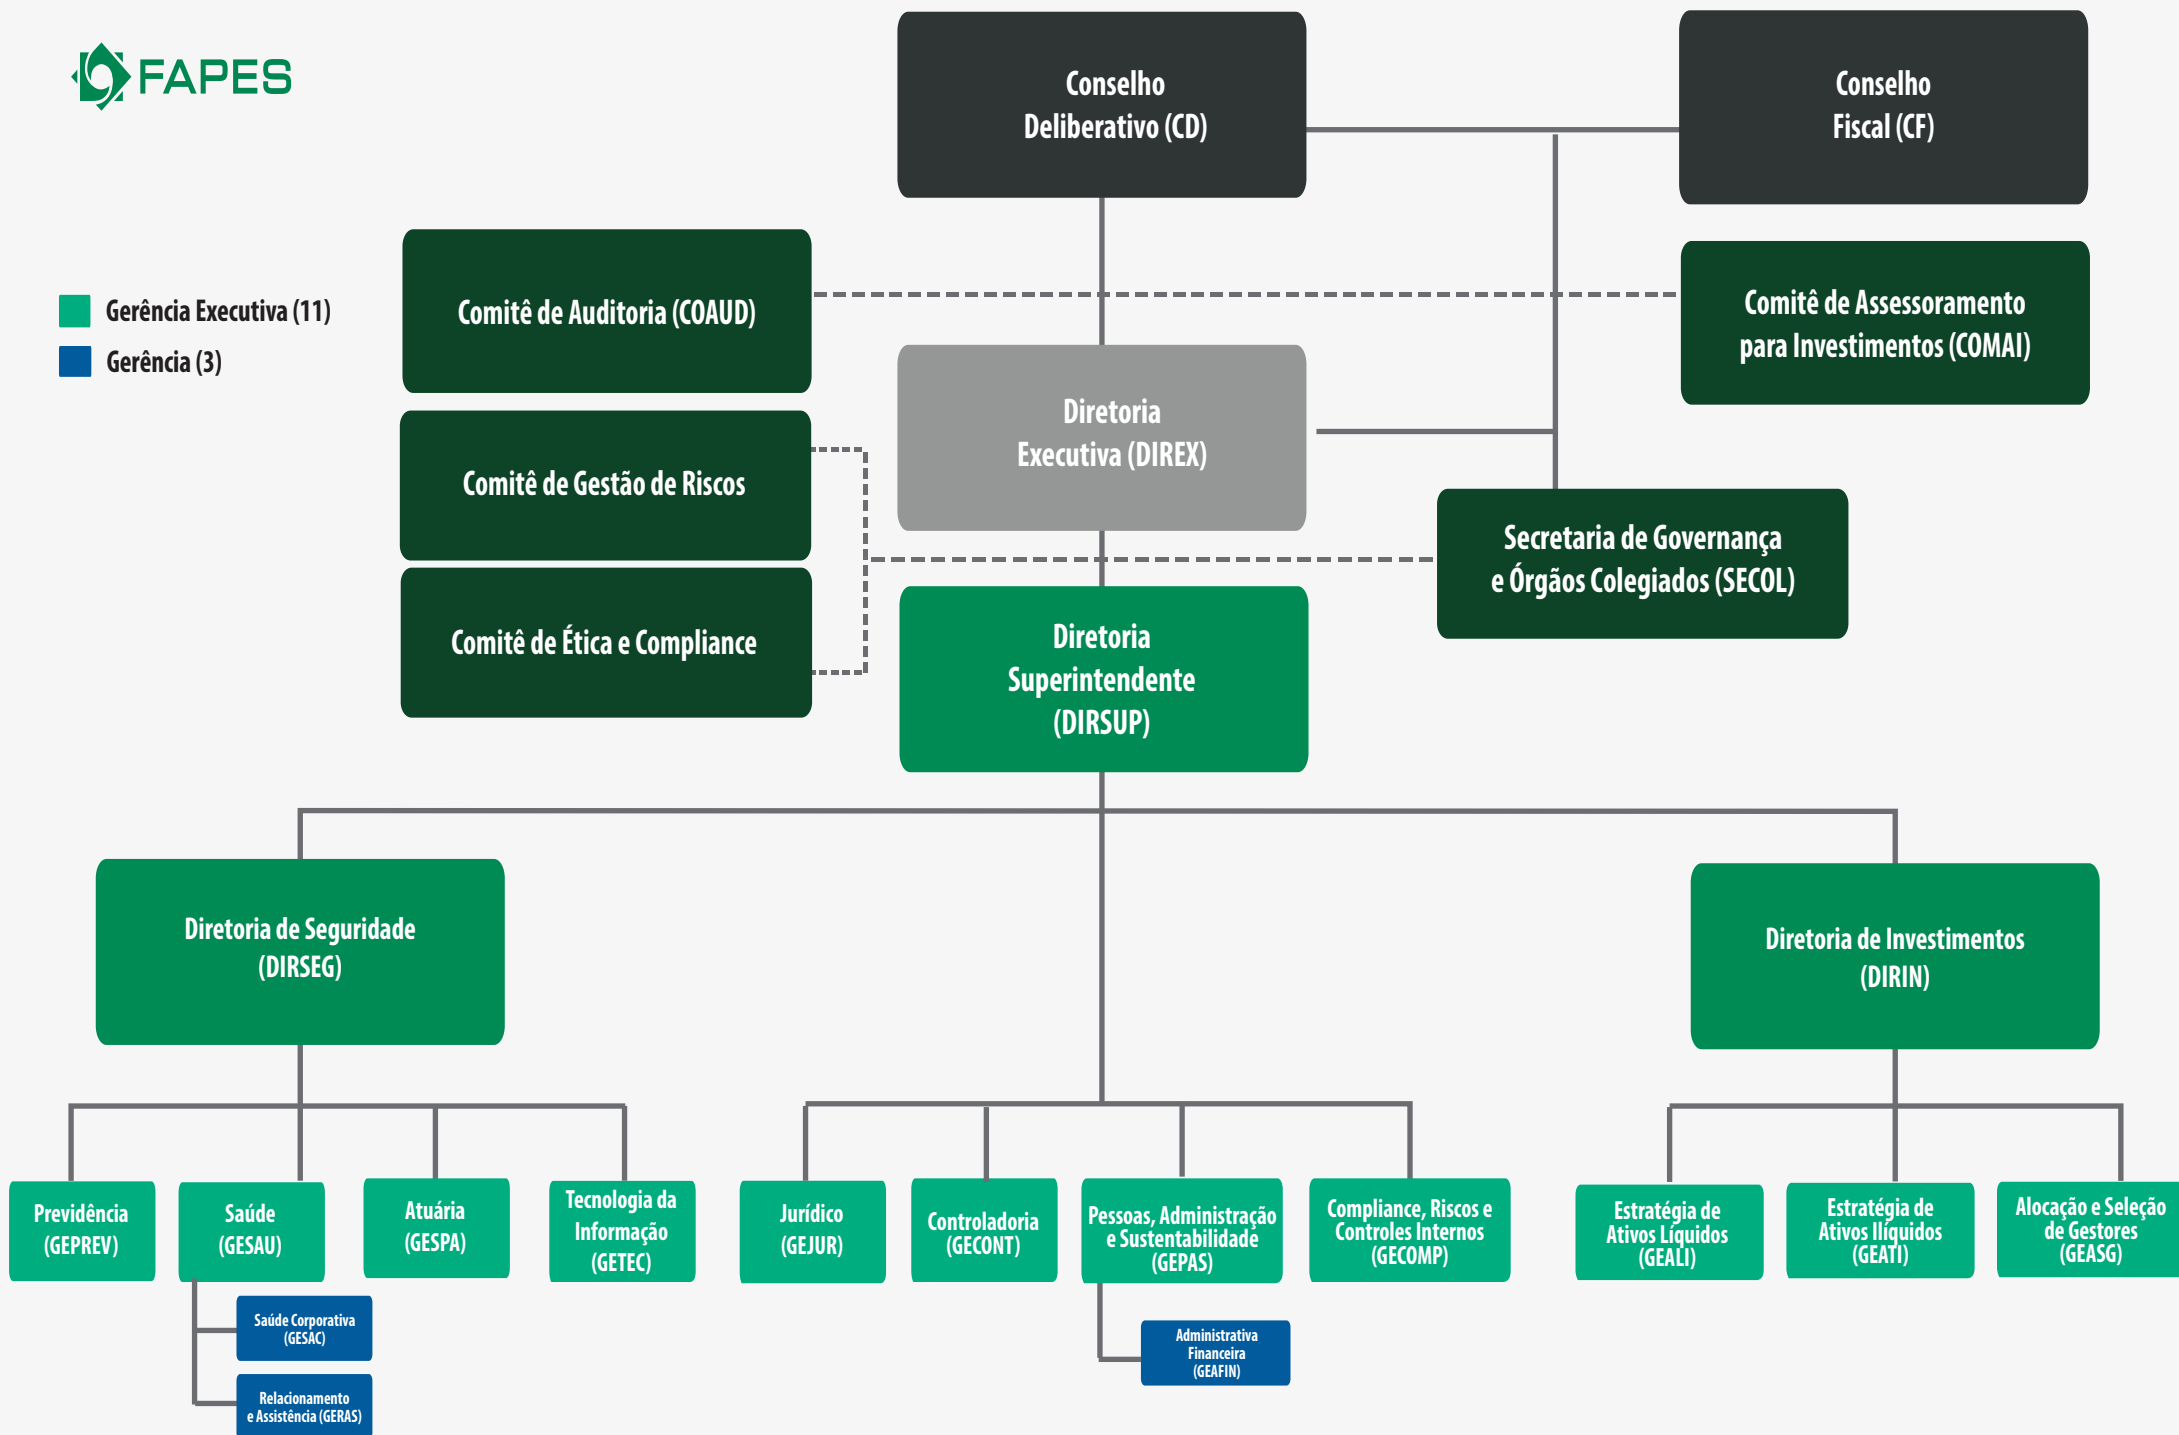 FAPES
Conselho
Deliberativo (CD)
Conselho
Fiscal (CF)
Gerência Executiva (11)
Gerência (3)
Comitê de Auditoria (COAUD)
Comitê de Assessoramento
para Investimentos (COMAI)
Diretoria
Executiva (DIREX)
Comitê de Gestão de Riscos
Secretaria de Governança
e Órgãos Colegiados (SECOL)
Comitê de Ética e Compliance
Diretoria
Superintendente
(DIRSUP)
Diretoria de Seguridade
(DIRSEG)
Diretoria de Investimentos
(DIRIN)
Previdência
(GEPREV)
Saúde
(GESAU)
Atuária
(GESPA)
Tecnologia da
Informação
(GETEC)
Jurídico
(GEJUR)
Controladoria
(GECONT)
Pessoas, Administração
e Sustentabilidade
(GEPAS)
Compliance, Riscos e
Controles Internos
(GECOMP)
Estratégia de
Ativos Líquidos
(GEALI)
Estratégia de
Ativos Ilíquidos
(GEATI)
Alocação e Seleção
de Gestores
(GEASG)
Saúde Corporativa
(GESAC)
Relacionamento
e Assistência (GERAS)
Administrativa
Financeira
(GEAFIN)